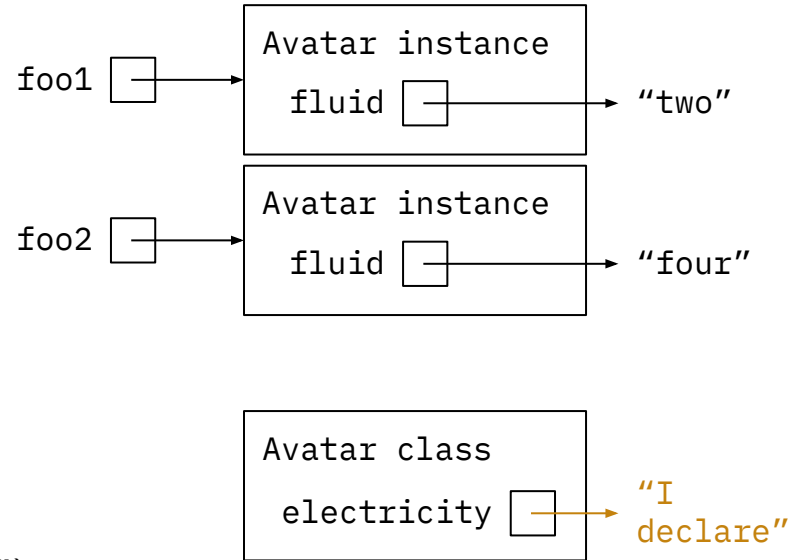 Avatar instance
foo1
fluid
“two”
Avatar instance
foo2
fluid
“four”
Avatar class
electricity
“I
declare”